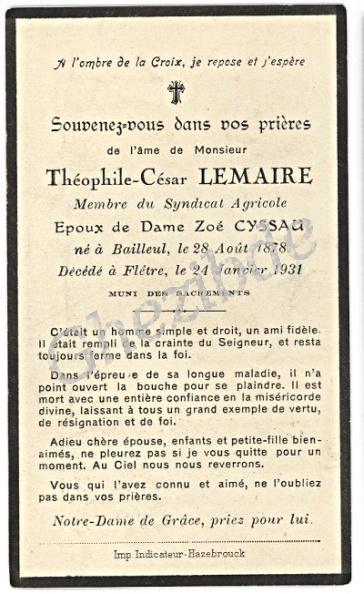 A l'ombre de la Croix, je repose et j'espère
Souvenez-vous dans vos prières
de l'âme de Monsieur
Théophile-César LEMAIRE
Membre du Syndicat Agricole
Epoux de Dame Zoé CYSSAU
né à Bailleul, le 28 Août 1878
Décédé à Flêtre, le 24 Janvier 1931
MUNI DES SACREMENTS
C'était un homme simple et droit, un ami fidèle.
Il était rempli de la crainte du Seigneur, et resta
toujours ferme dans la foi.
Dans l'épreuve de sa longue maladie, il n'a
point ouvert la bouche pour se plaindre. Il est
mort avec une entière confiance en la miséricorde
divine, laissant à tous un grand exemple de vertu,
de résignation et de foi.
Adieu chère épouse, enfants et petite-fille bien-
aimés, ne pleurez pas si je vous quitte pour un
moment. Au Ciel nous nous reverrons.
Vous qui l'avez connu et aimé, ne l'oubliez
pas dans vos prières.
Notre-Dame de Grâce, priez pour lui.
Imp. Indicateur-Hazebrouck
Ghezibde